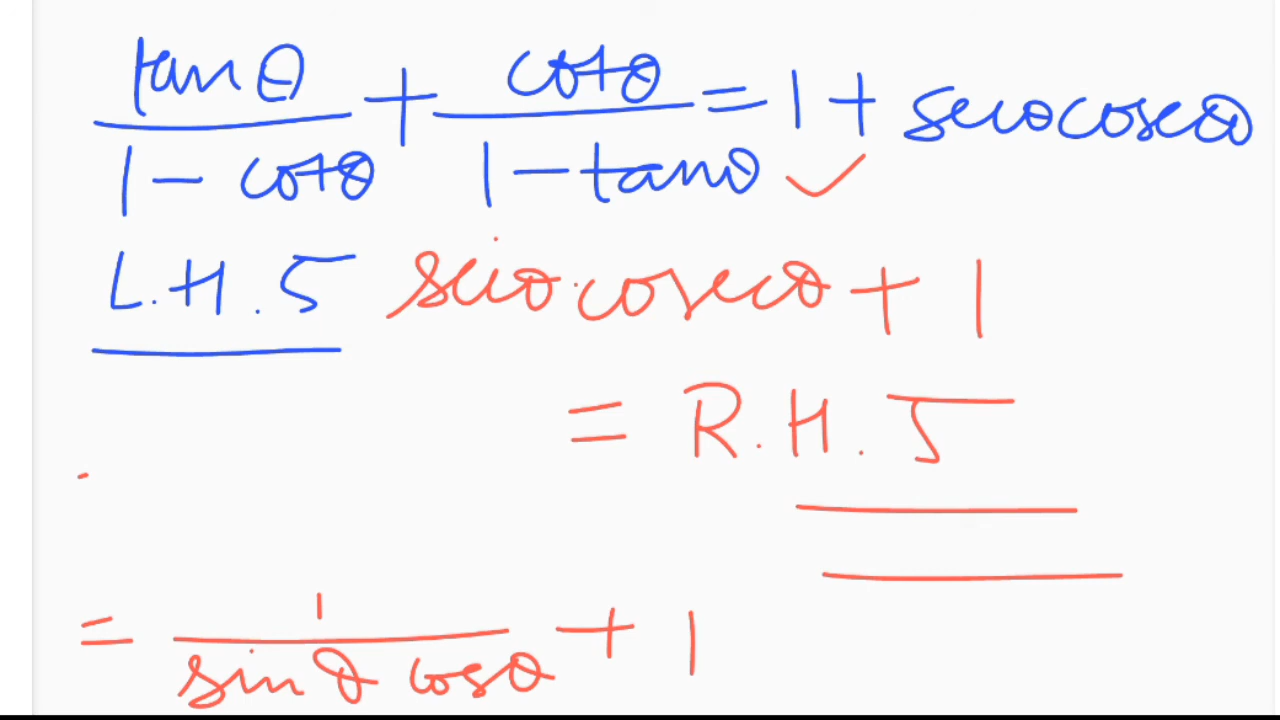 tanθ/(1 - cotθ) + cotθ/(1 - tanθ) = 1 + secθcosecθ
L.H.S secθ.cosecθ + 1
= R.H.S
= 1/(sinθ cosθ) + 1